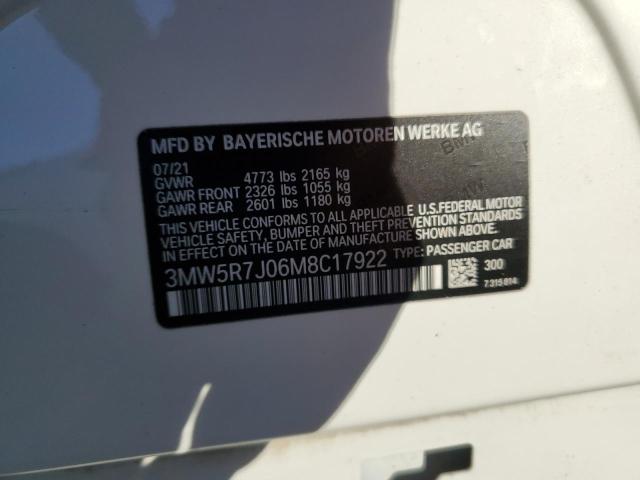 MFD BY BAYERISCHE MOTOREN WERKE AG
07/21
GVWR 4773 lbs 2165 kg
GAWR FRONT 2326 lbs 1055 kg
GAWR REAR 2601 lbs 1180 kg
THIS VEHICLE CONFORMS TO ALL APPLICABLE U.S. FEDERAL MOTOR
VEHICLE SAFETY, BUMPER, AND THEFT PREVENTION STANDARDS
IN EFFECT ON THE DATE OF MANUFACTURE SHOWN ABOVE.
3MW5R7J06M8C17922 TYPE: PASSENGER CAR
300
7 315 814